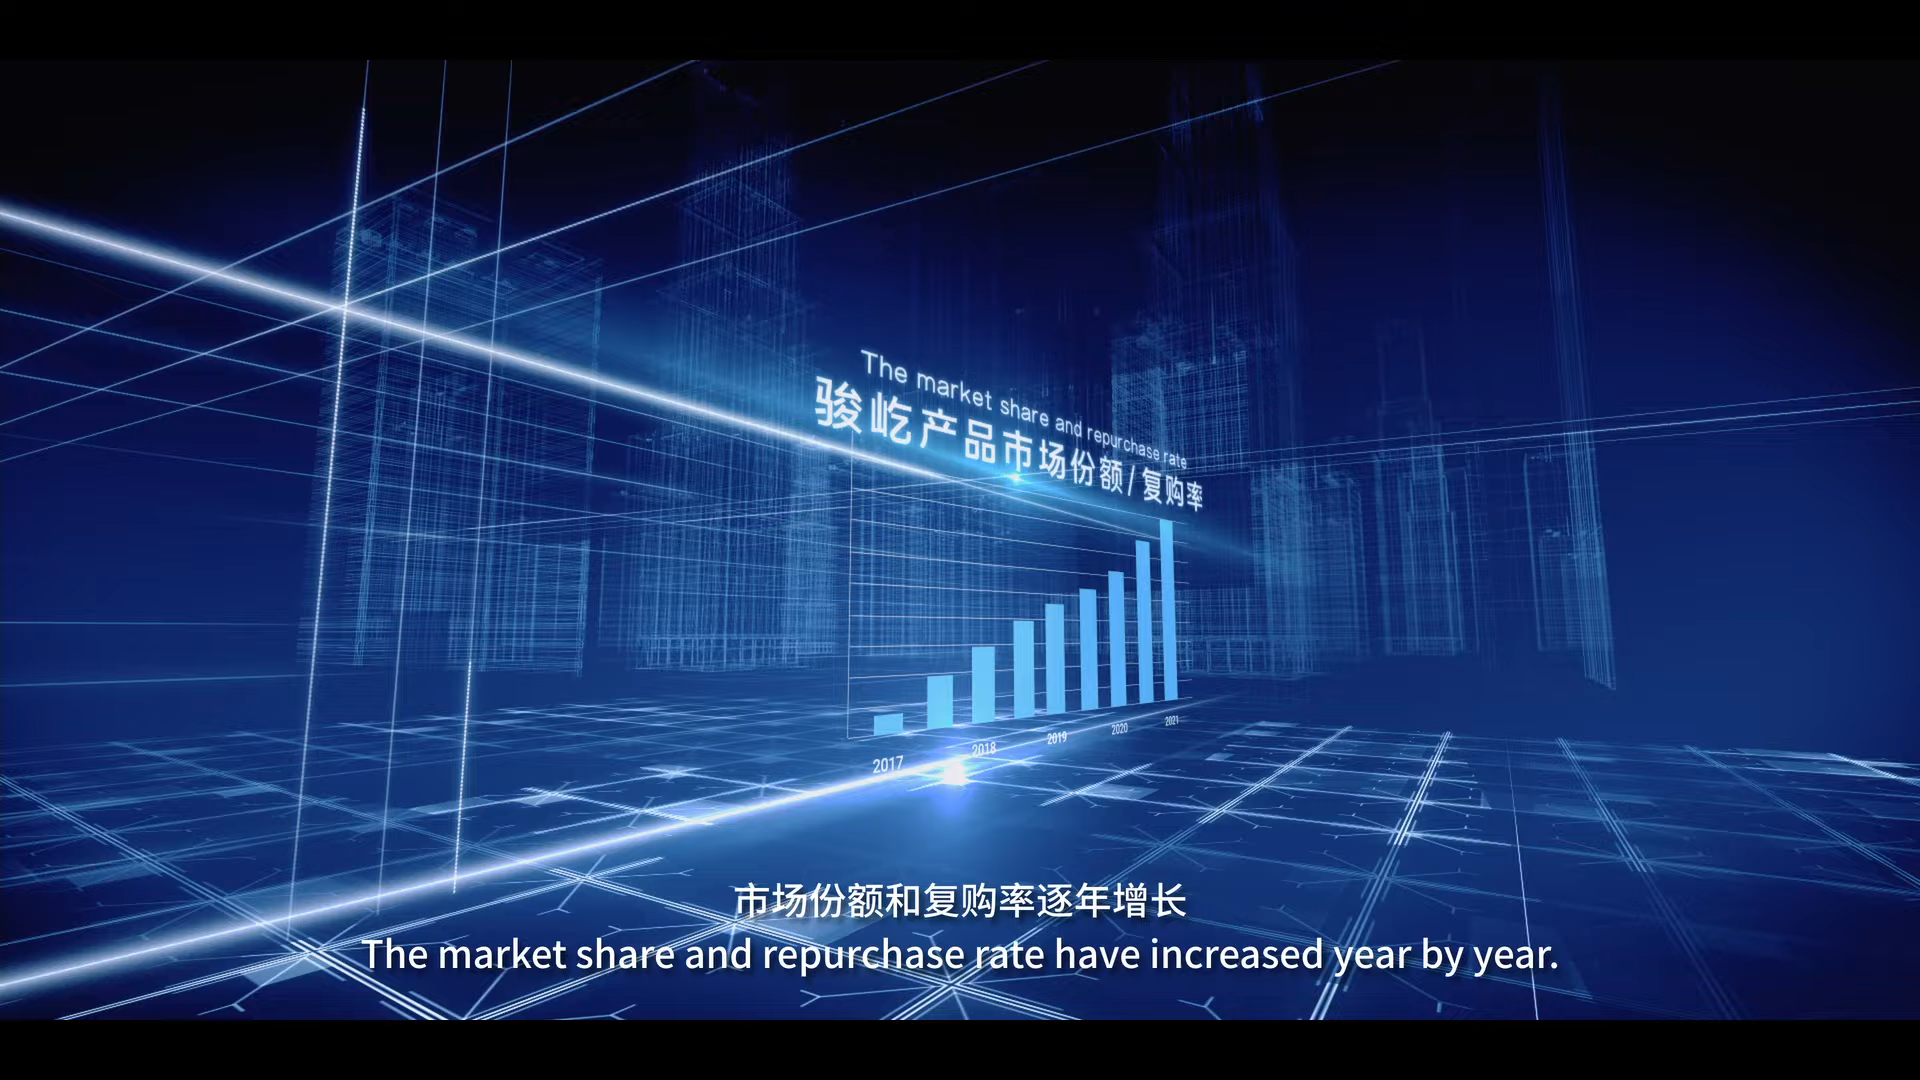 The market share and repurchase rate
骏屹产品市场份额/复购率
2017 2018 2019 2020 2021
市场份额和复购率逐年增长
The market share and repurchase rate have increased year by year.